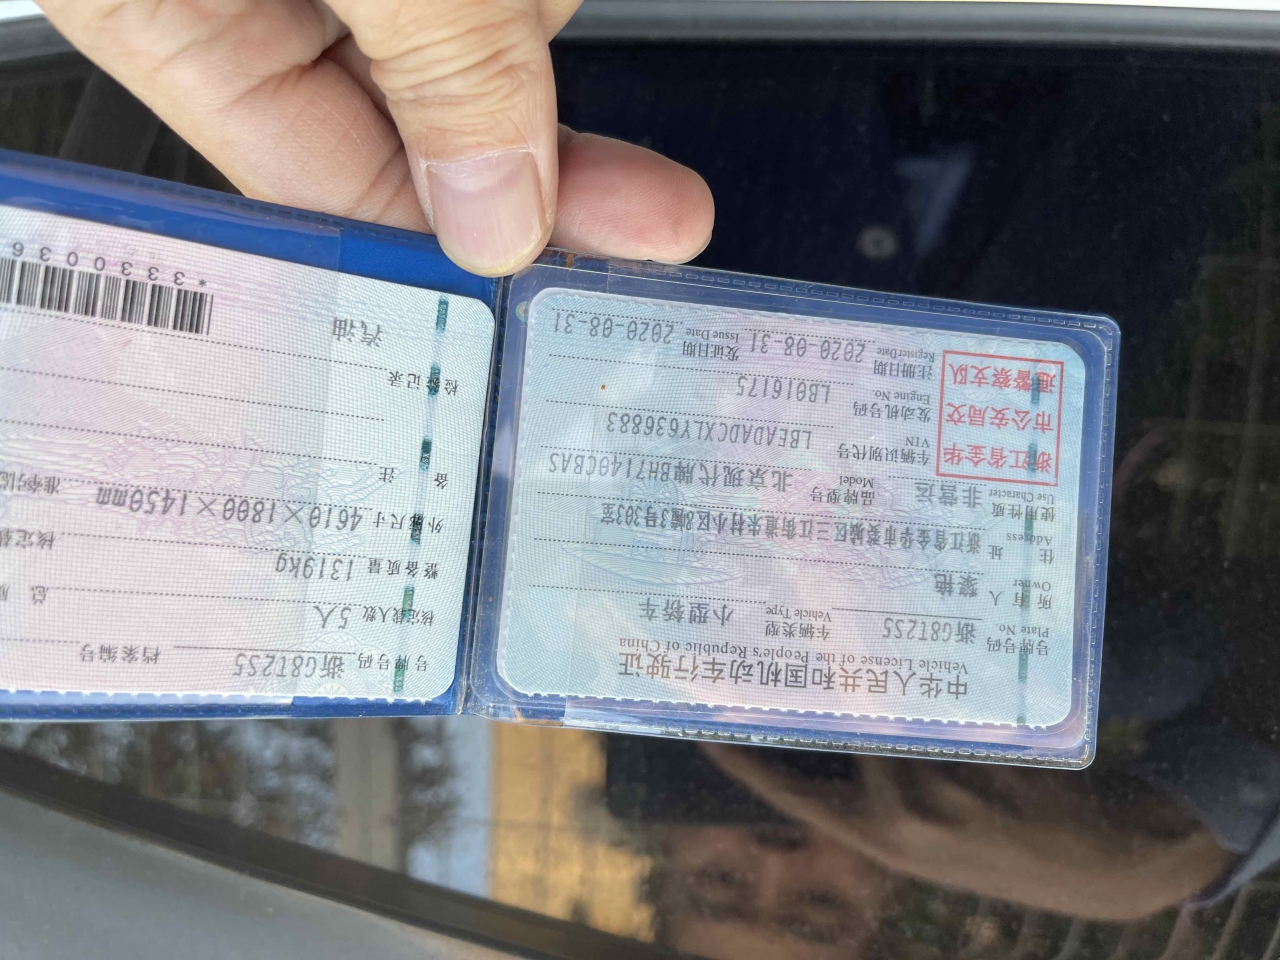 中华人民共和国机动车行驶证
Vehicle License of the People's Republic of China
号牌号码 浙G8T2S5 车辆类型 小型轿车
Plate No. Vehicle Type
所有人
Owner
住址 浙江省金华市婺城区三江街道宋村小区8幢3号303室
Address
使用性质 非营运 品牌型号 北京现代牌BH7140CBAS
Use Character Model
浙江省金华
市公安局交
通警察支队
车辆识别代号 LBEADADCXLY636883
VIN
发动机号码 LB016175
Engine No.
注册日期 2020-08-31 发证日期 2020-08-31
Register Date Issue Date
号牌号码 浙G8T2S5 档案编号
核定载人数 5人 总
整备质量 1319kg 核定
外廓尺寸 4610×1800×1450mm 准牵引
备注
检验记录
汽油
*3330036